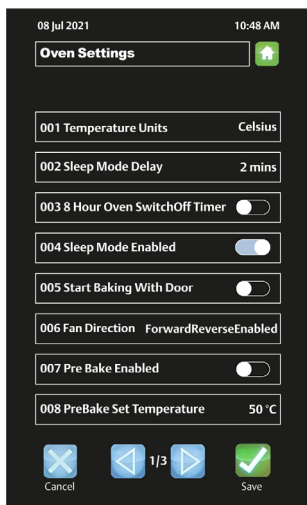 08 Jul 2021 10:48 AM
Oven Settings
001 Temperature Units Celsius
002 Sleep Mode Delay 2 mins
003 8 Hour Oven SwitchOff Timer
004 Sleep Mode Enabled
005 Start Baking With Door
006 Fan Direction ForwardReverseEnabled
007 Pre Bake Enabled
008 PreBake Set Temperature 50 °C
1/3
Cancel Save